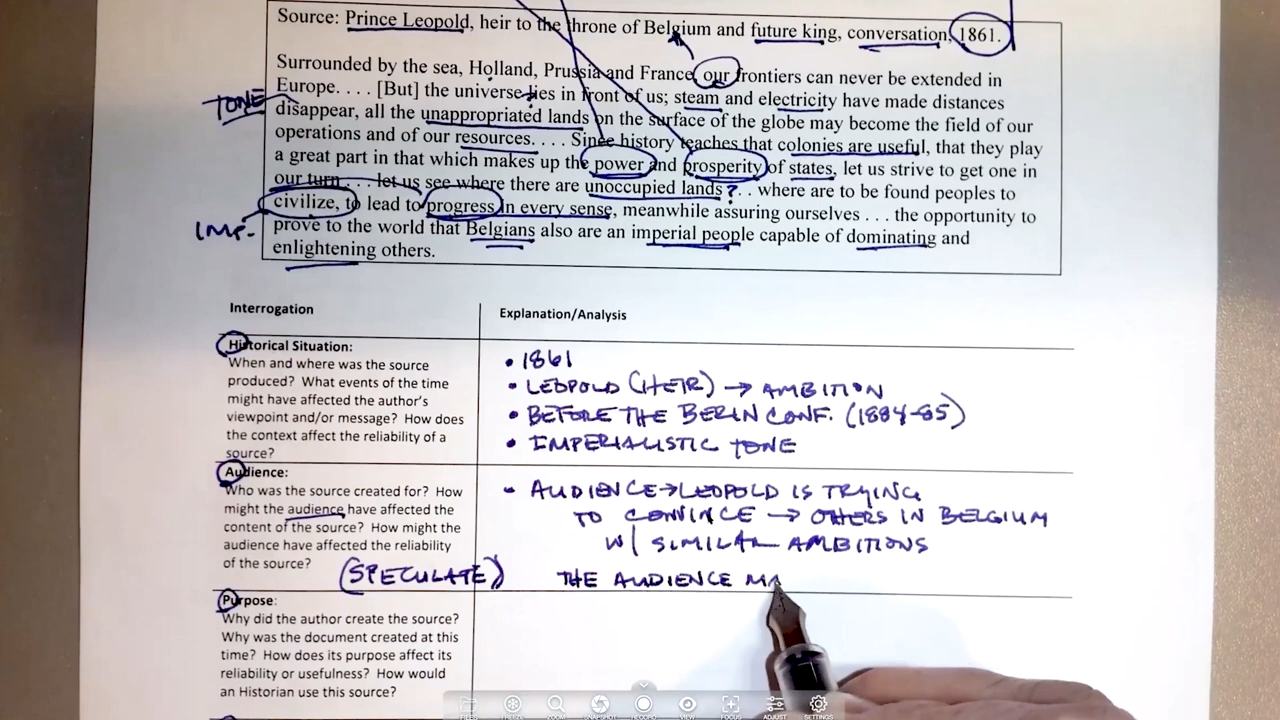 Source: Prince Leopold, heir to the throne of Belgium and future king, conversation, 1861.
Surrounded by the sea, Holland, Prussia and France, our frontiers can never be extended in
Europe. . . . [But] the universe lies in front of us; steam and electricity have made distances
TONE
disappear, all the unappropriated lands on the surface of the globe may become the field of our
operations and of our resources. . . . Since history teaches that colonies are useful, that they play
a great part in that which makes up the power and prosperity of states, let us strive to get one in
our turn. . . . let us see where there are unoccupied lands ? . . where are to be found peoples to
civilize, to lead to progress in every sense, meanwhile assuring ourselves . . . the opportunity to
IMP.
prove to the world that Belgians also are an imperial people capable of dominating and
enlightening others.
Interrogation
Explanation/Analysis
Historical Situation:
When and where was the source
produced? What events of the time
might have affected the author's
viewpoint and/or message? How does
the context affect the reliability of a
source?
• 1861
• LEOPOLD (HEIR) → AMBITION
• BEFORE THE BERLIN CONF. (1884-85)
• IMPERIALISTIC TONE
Audience:
Who was the source created for? How
might the audience have affected the
content of the source? How might the
audience have affected the reliability
of the source?
(SPECULATE)
• AUDIENCE → LEOPOLD IS TRYING
TO CONVINCE → OTHERS IN BELGIUM
W/ SIMILAR AMBITIONS
THE AUDIENCE MA
Purpose:
Why did the author create the source?
Why was the document created at this
time? How does its purpose affect its
reliability or usefulness? How would
an Historian use this source?
FILES FREEZE ZOOM SNAPSHOT RECORD VIEW FOCUS ADJUST SETTINGS